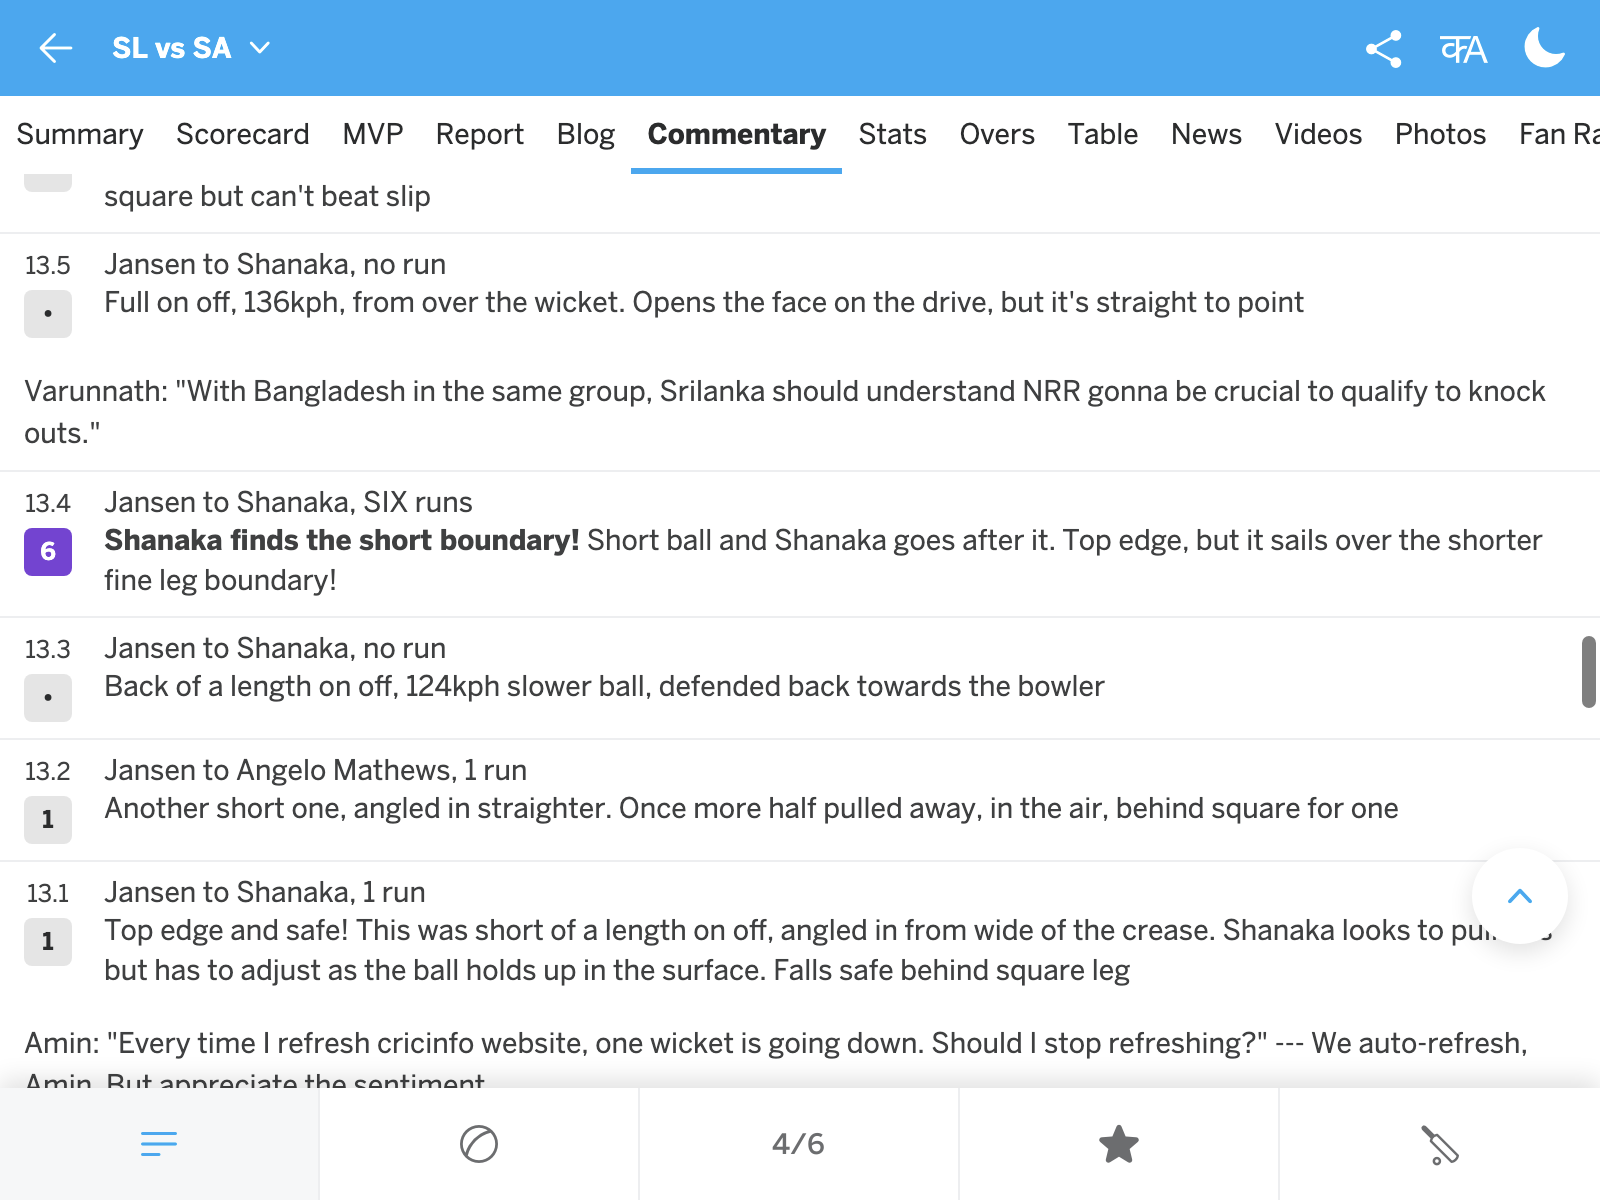 SL vs SA
Summary Scorecard MVP Report Blog Commentary Stats Overs Table News Videos Photos Fan Ra
square but can't beat slip
13.5 Jansen to Shanaka, no run
• Full on off, 136kph, from over the wicket. Opens the face on the drive, but it's straight to point
Varunnath: "With Bangladesh in the same group, Srilanka should understand NRR gonna be crucial to qualify to knock
outs."
13.4 Jansen to Shanaka, SIX runs
6 Shanaka finds the short boundary! Short ball and Shanaka goes after it. Top edge, but it sails over the shorter
fine leg boundary!
13.3 Jansen to Shanaka, no run
• Back of a length on off, 124kph slower ball, defended back towards the bowler
13.2 Jansen to Angelo Mathews, 1 run
1 Another short one, angled in straighter. Once more half pulled away, in the air, behind square for one
13.1 Jansen to Shanaka, 1 run
1 Top edge and safe! This was short of a length on off, angled in from wide of the crease. Shanaka looks to
but has to adjust as the ball holds up in the surface. Falls safe behind square leg
Amin: "Every time I refresh cricinfo website, one wicket is going down. Should I stop refreshing?" --- We auto-refresh,
Amin. But appreciate the sentiment
4/6